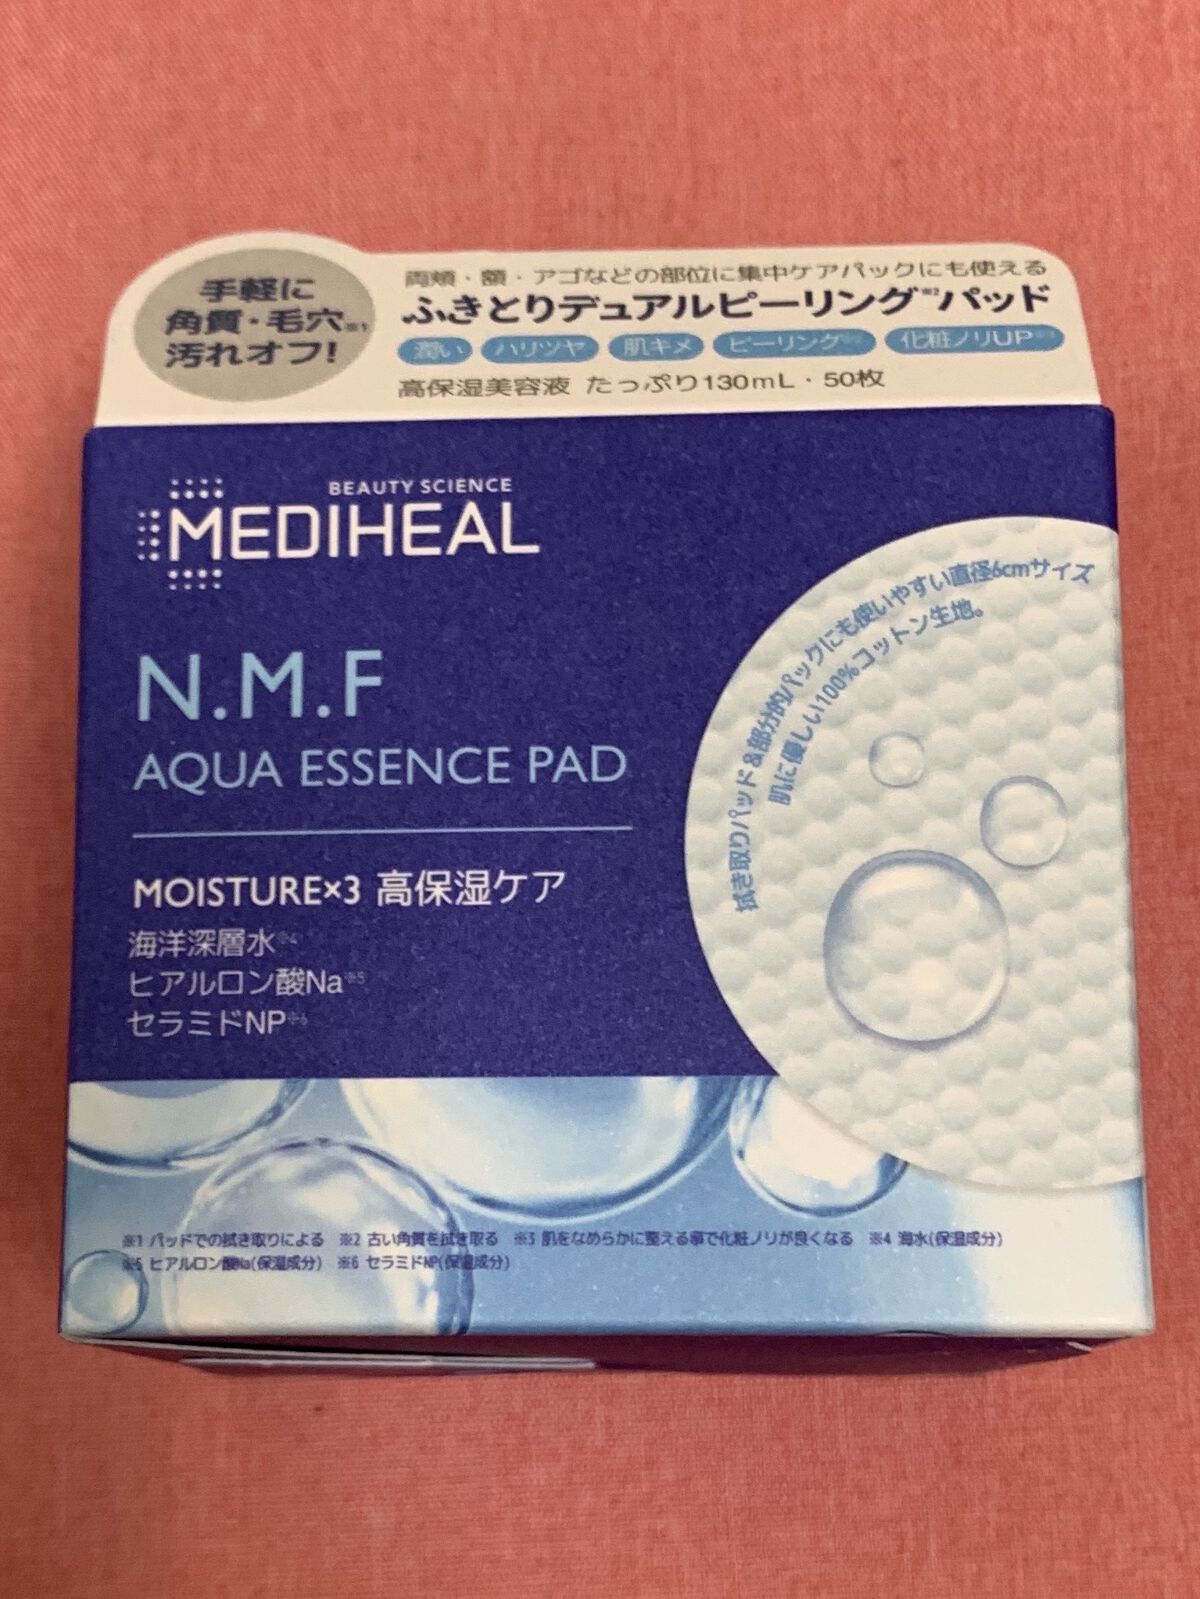 手軽に
角質・毛穴※1
汚れオフ!
両頬・額・アゴなどの部位に集中ケアパックにも使える
ふきとりデュアルピーリング※2パッド
潤い ハリツヤ 肌キメ ピーリング※2 化粧ノリUP※3
高保湿美容液 たっぷり130mL・50枚
BEAUTY SCIENCE
MEDIHEAL
N.M.F
AQUA ESSENCE PAD
MOISTURE×3 高保湿ケア
海洋深層水※4
ヒアルロン酸Na※5
セラミドNP※6
拭き取りパッド&部分的パックにも使いやすい直径6cmサイズ
肌に優しい100%コットン生地。
※1 パッドでの拭き取りによる ※2 古い角質を拭き取る ※3 肌をなめらかに整える事で化粧ノリが良くなる ※4 海水(保湿成分)
※5 ヒアルロン酸Na(保湿成分) ※6 セラミドNP(保湿成分)